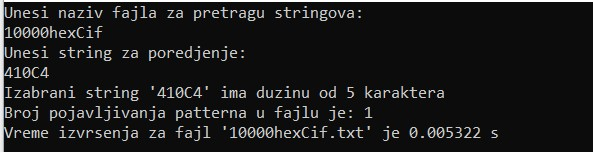 Unesi naziv fajla za pretragu stringova:
10000hexCif
Unesi string za poredjenje:
410C4
Izabrani string '410C4' ima duzinu od 5 karaktera
Broj pojavljivanja patterna u fajlu je: 1
Vreme izvrsenja za fajl '10000hexCif.txt' je 0.005322 s